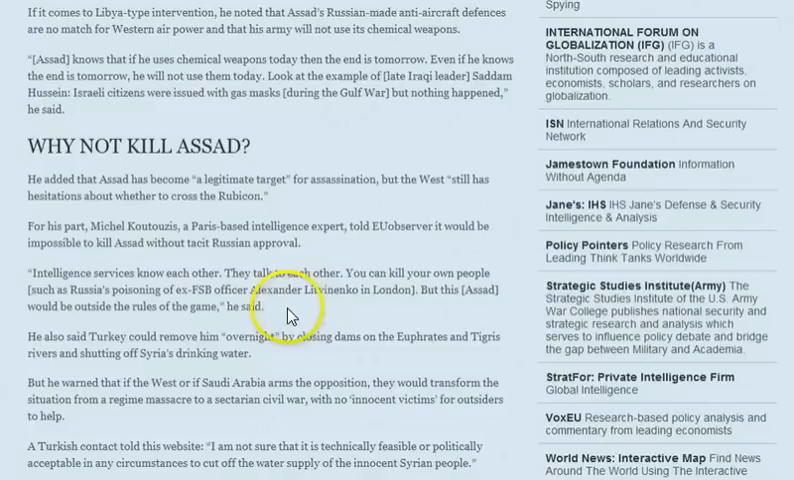 If it comes to Libya-type intervention, he noted that Assad's Russian-made anti-aircraft defences
are no match for Western air power and that his army will not use its chemical weapons.
“[Assad] knows that if he uses chemical weapons today then the end is tomorrow. Even if he knows
the end is tomorrow, he will not use them today. Look at the example of [late Iraqi leader] Saddam
Hussein: Israeli citizens were issued with gas masks [during the Gulf War] but nothing happened,”
he said.
WHY NOT KILL ASSAD?
He added that Assad has become “a legitimate target” for assassination, but the West “still has
hesitations about whether to cross the Rubicon.”
For his part, Michel Koutouzis, a Paris-based intelligence expert, told EUobserver it would be
impossible to kill Assad without tacit Russian approval.
“Intelligence services know each other. They talk to each other. You can kill your own people
[such as Russia's poisoning of ex-FSB officer Alexander Litvinenko in London]. But this [Assad]
would be outside the rules of the game,” he said.
He also said Turkey could remove him “overnight” by closing dams on the Euphrates and Tigris
rivers and shutting off Syria's drinking water.
But he warned that if the West or if Saudi Arabia arms the opposition, they would transform the
situation from a regime massacre to a sectarian civil war, with no ‘innocent victims’ for outsiders
to help.
A Turkish contact told this website: “I am not sure that it is technically feasible or politically
acceptable in any circumstances to cut off the water supply of the innocent Syrian people.”
Spying
INTERNATIONAL FORUM ON
GLOBALIZATION (IFG) (IFG) is a
North-South research and educational
institution composed of leading activists,
economists, scholars, and researchers on
globalization.
ISN International Relations And Security
Network
Jamestown Foundation Information
Without Agenda
Jane's: IHS IHS Jane's Defense & Security
Intelligence & Analysis
Policy Pointers Policy Research From
Leading Think Tanks Worldwide
Strategic Studies Institute(Army) The
Strategic Studies Institute of the U.S. Army
War College publishes national security and
strategic research and analysis which
serves to influence policy debate and bridge
the gap between Military and Academia.
StratFor: Private Intelligence Firm
Global Intelligence
VoxEU Research-based policy analysis and
commentary from leading economists
World News: Interactive Map Find News
Around The World Using The Interactive